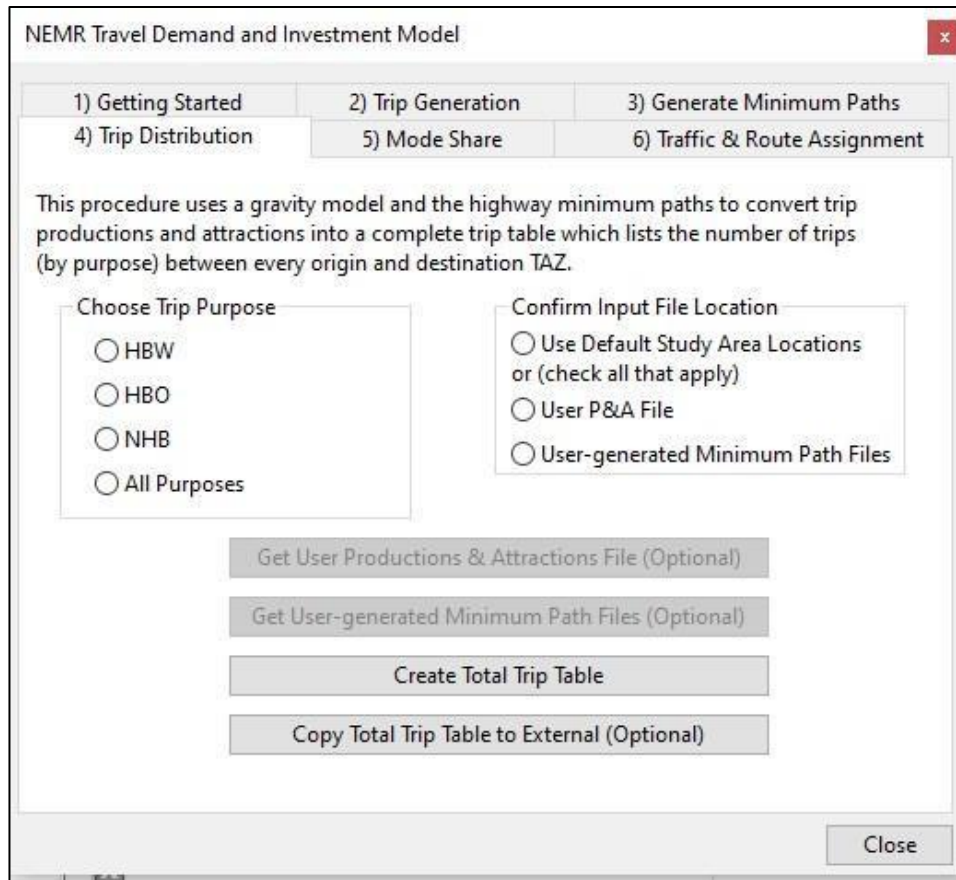 NEMR Travel Demand and Investment Model
x
1) Getting Started
2) Trip Generation
3) Generate Minimum Paths
4) Trip Distribution
5) Mode Share
6) Traffic & Route Assignment
This procedure uses a gravity model and the highway minimum paths to convert trip
productions and attractions into a complete trip table which lists the number of trips
(by purpose) between every origin and destination TAZ.
Choose Trip Purpose
HBW
HBO
NHB
All Purposes
Confirm Input File Location
Use Default Study Area Locations
or (check all that apply)
User P&A File
User-generated Minimum Path Files
Get User Productions & Attractions File (Optional)
Get User-generated Minimum Path Files (Optional)
Create Total Trip Table
Copy Total Trip Table to External (Optional)
Close